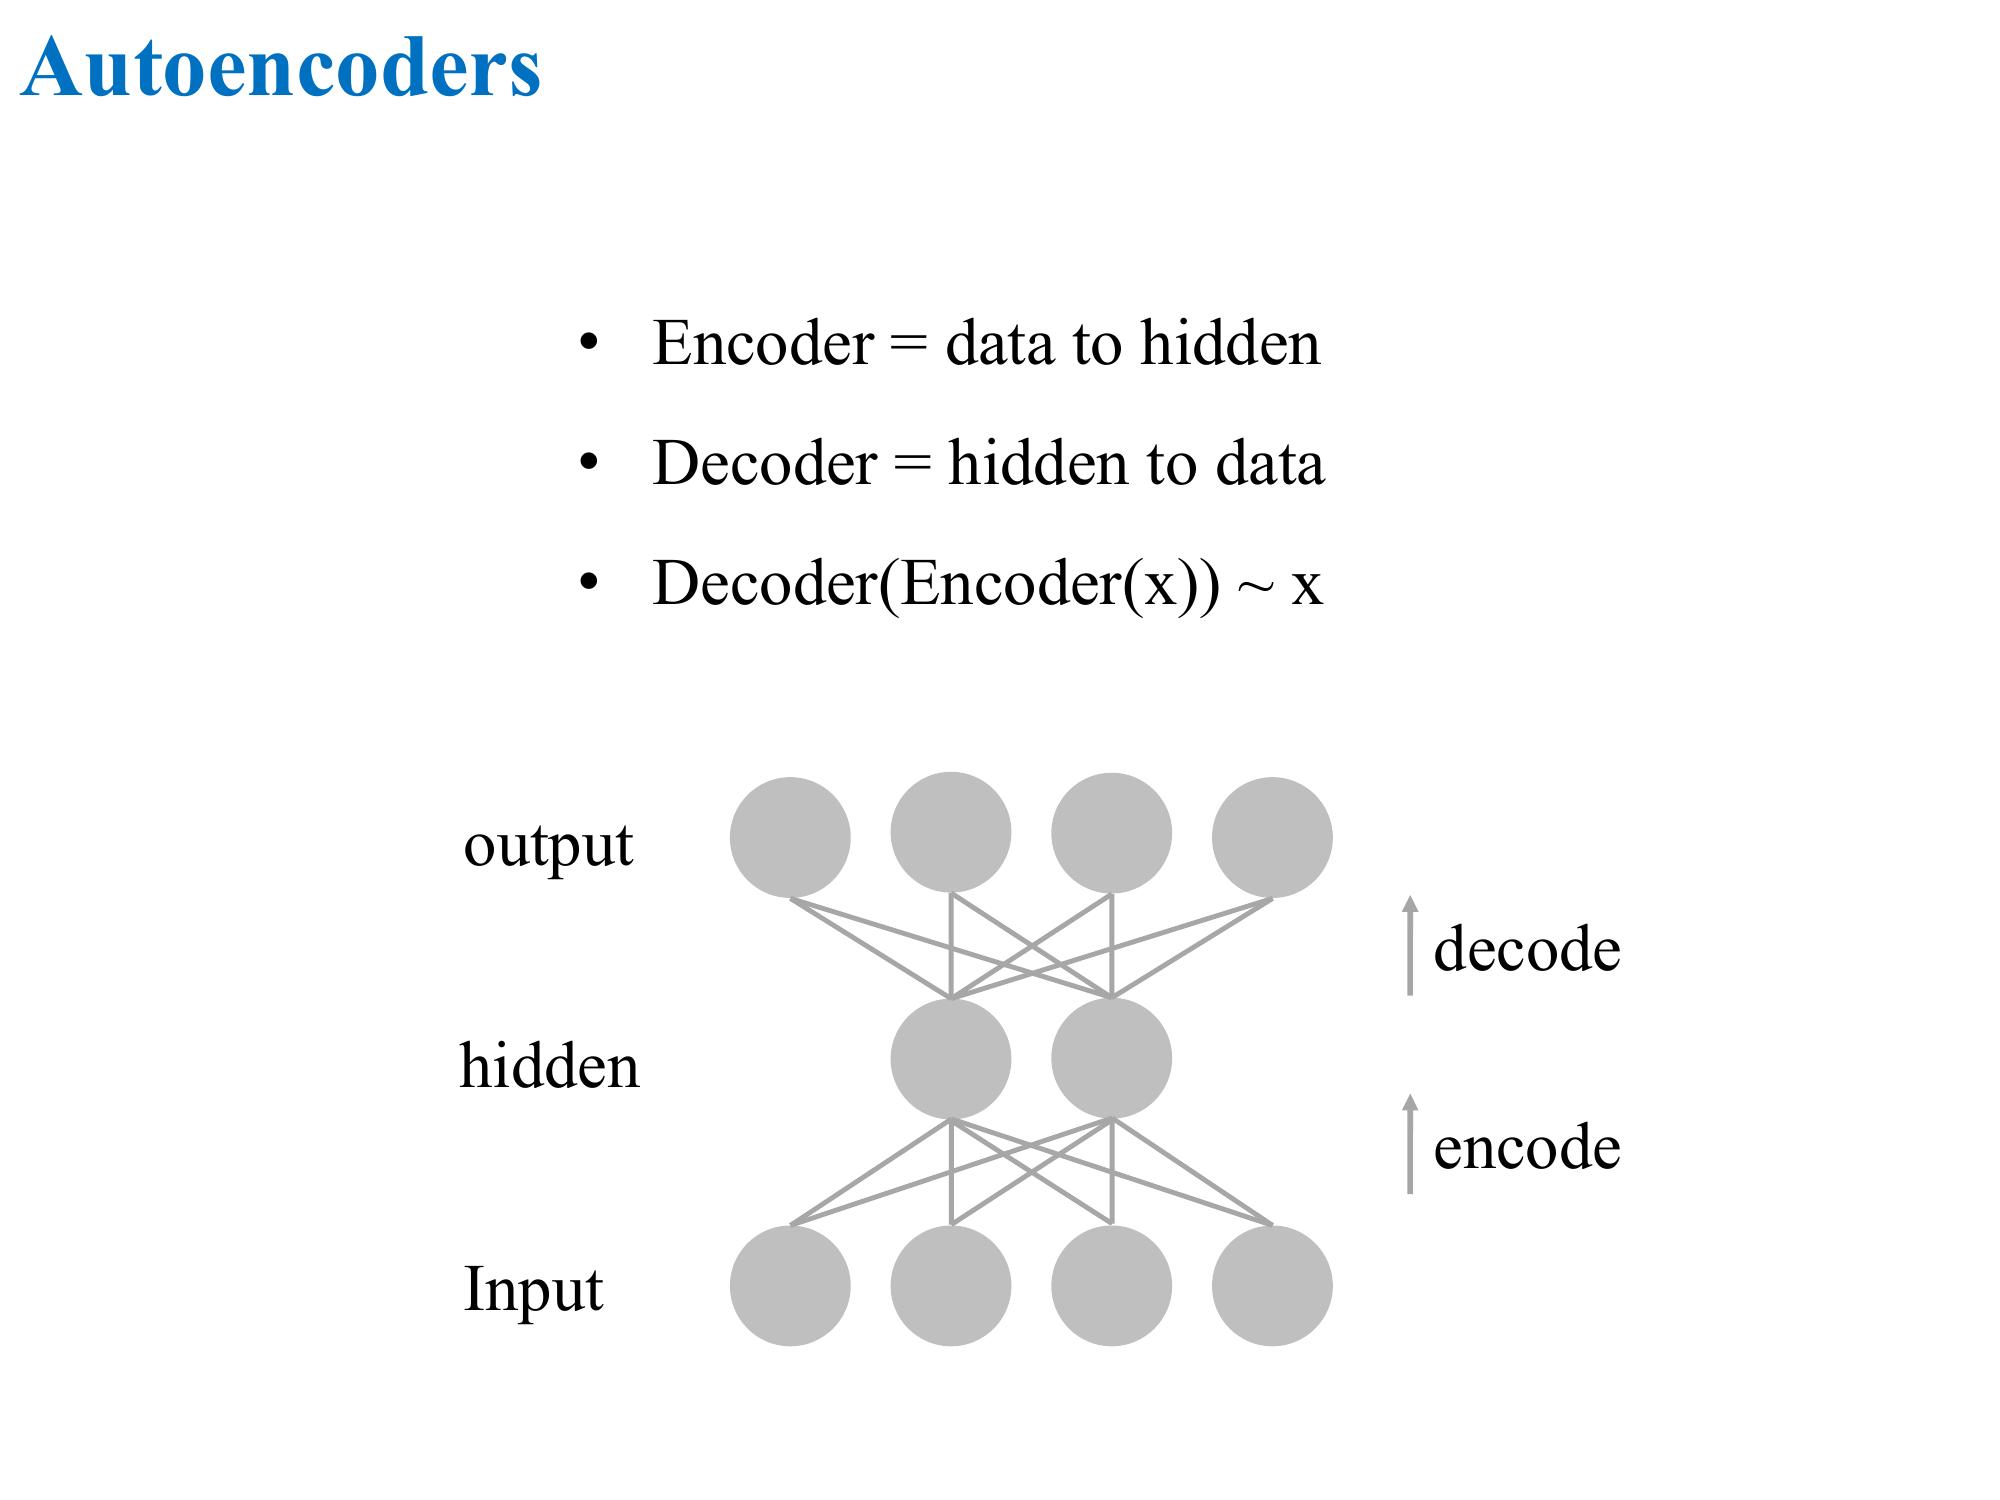 Autoencoders
• Encoder = data to hidden
• Decoder = hidden to data
• Decoder(Encoder(x)) ~ x
output
decode
hidden
encode
Input